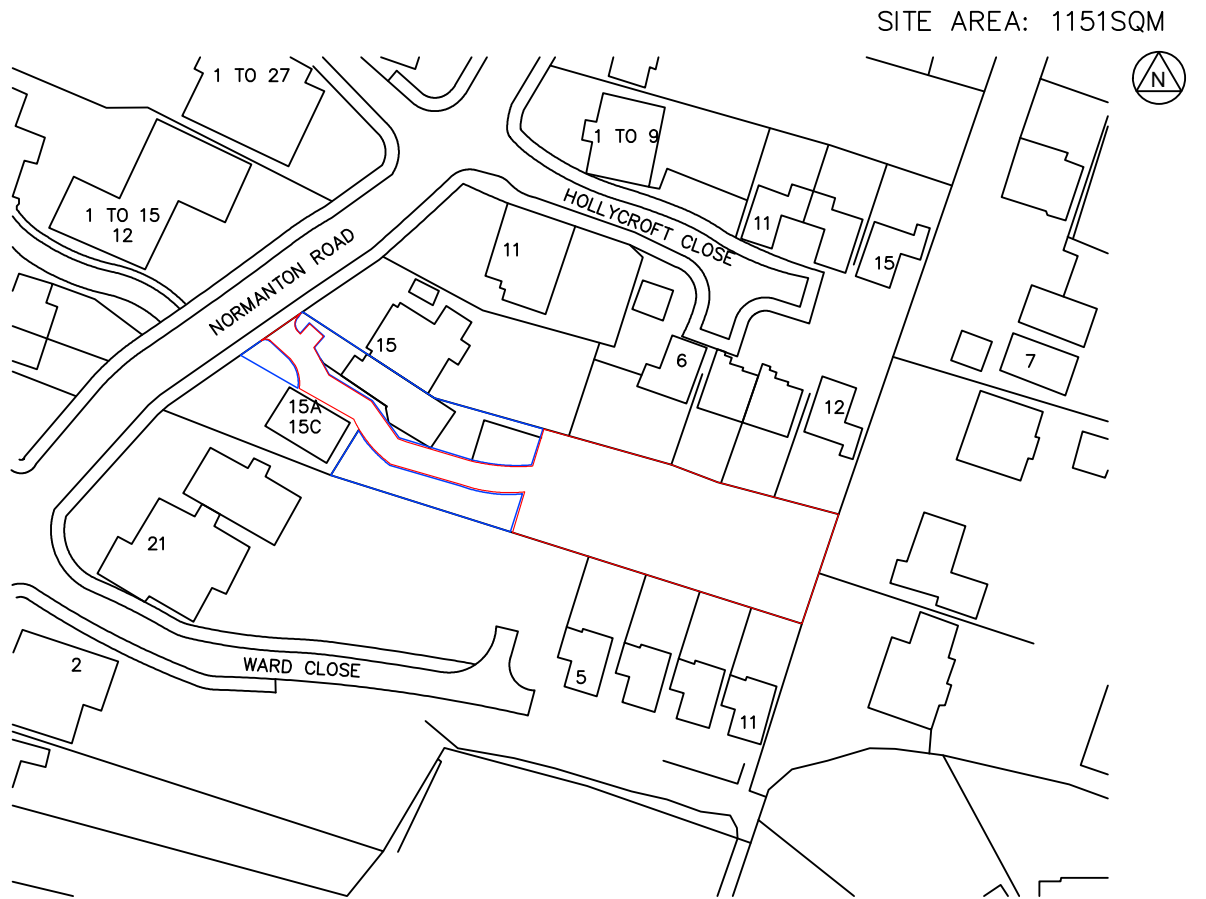 SITE AREA: 1151SQM
N
1 TO 27
1 TO 9
1 TO 15
12
HOLLYCROFT CLOSE
11
11
15
NORMANTON ROAD
15
6
7
12
15A
15C
21
2
WARD CLOSE
5
11